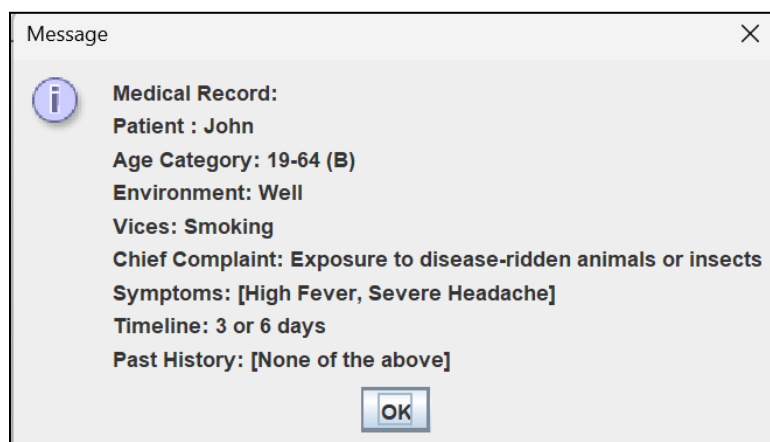 Message
Medical Record:
Patient : John
Age Category: 19-64 (B)
Environment: Well
Vices: Smoking
Chief Complaint: Exposure to disease-ridden animals or insects
Symptoms: [High Fever, Severe Headache]
Timeline: 3 or 6 days
Past History: [None of the above]
OK